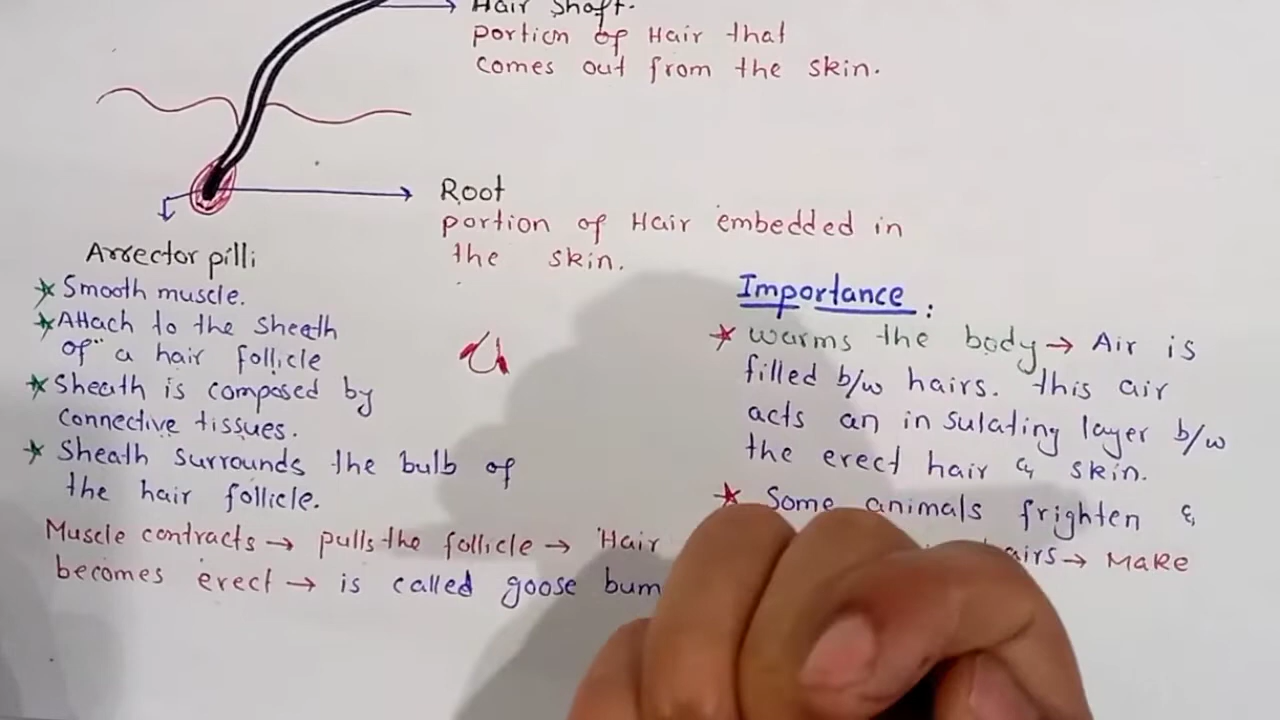 Hair Shaft.
portion of Hair that
comes out from the skin.
Root
portion of Hair embedded in
the skin.
Arrector pilli
Smooth muscle.
Attach to the sheath
of a hair follicle
Sheath is composed by
connective tissues.
Sheath surrounds the bulb of
the hair follicle.
Muscle contracts → pulls the follicle → Hair
becomes erect → is called goose bum
Importance :
warms the body → Air is
filled b/w hairs. This air
acts an insulating layer b/w
the erect hair & skin.
Some animals frighten &
hairs → Make